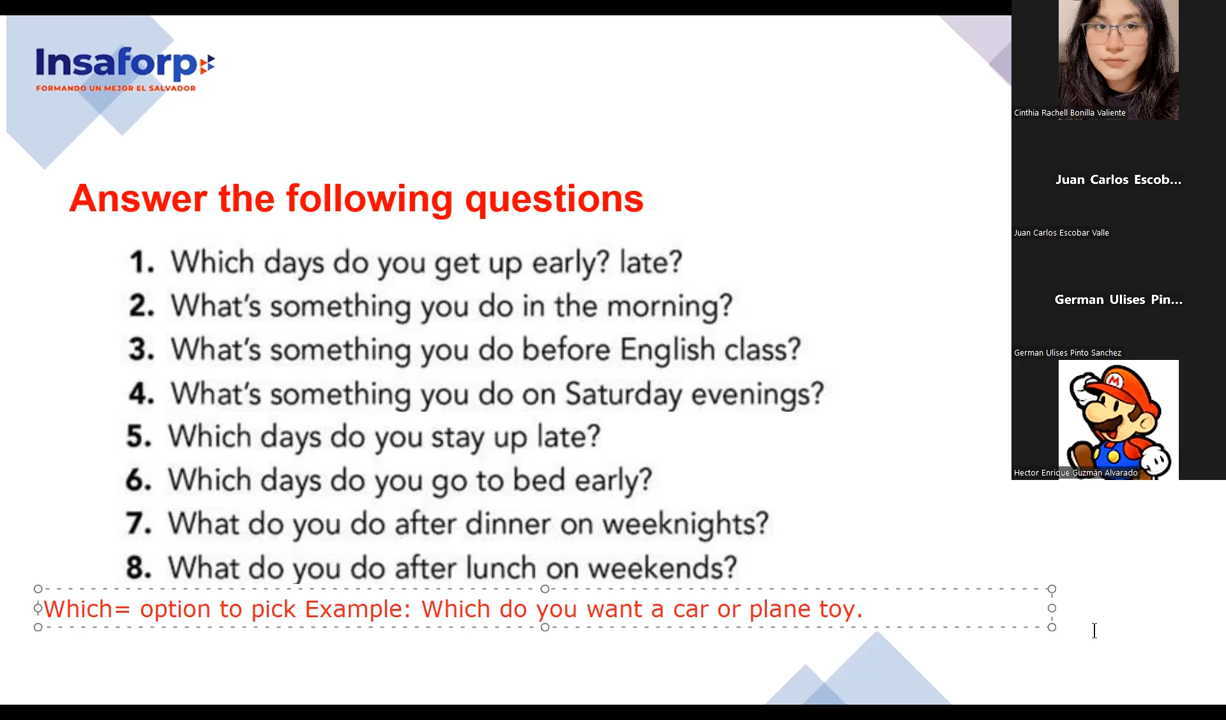 Insaforp
FORMANDO UN MEJOR EL SALVADOR
Answer the following questions
1. Which days do you get up early? late?
2. What's something you do in the morning?
3. What's something you do before English class?
4. What's something you do on Saturday evenings?
5. Which days do you stay up late?
6. Which days do you go to bed early?
7. What do you do after dinner on weeknights?
8. What do you do after lunch on weekends?
Which= option to pick Example: Which do you want a car or plane toy.
Cinthia Rachell Bonilla Valiente
Juan Carlos Escob...
Juan Carlos Escobar Valle
German Ulises Pin...
German Ulises Pinto Sanchez
M
Hector Enrique Guzmán Alvarado